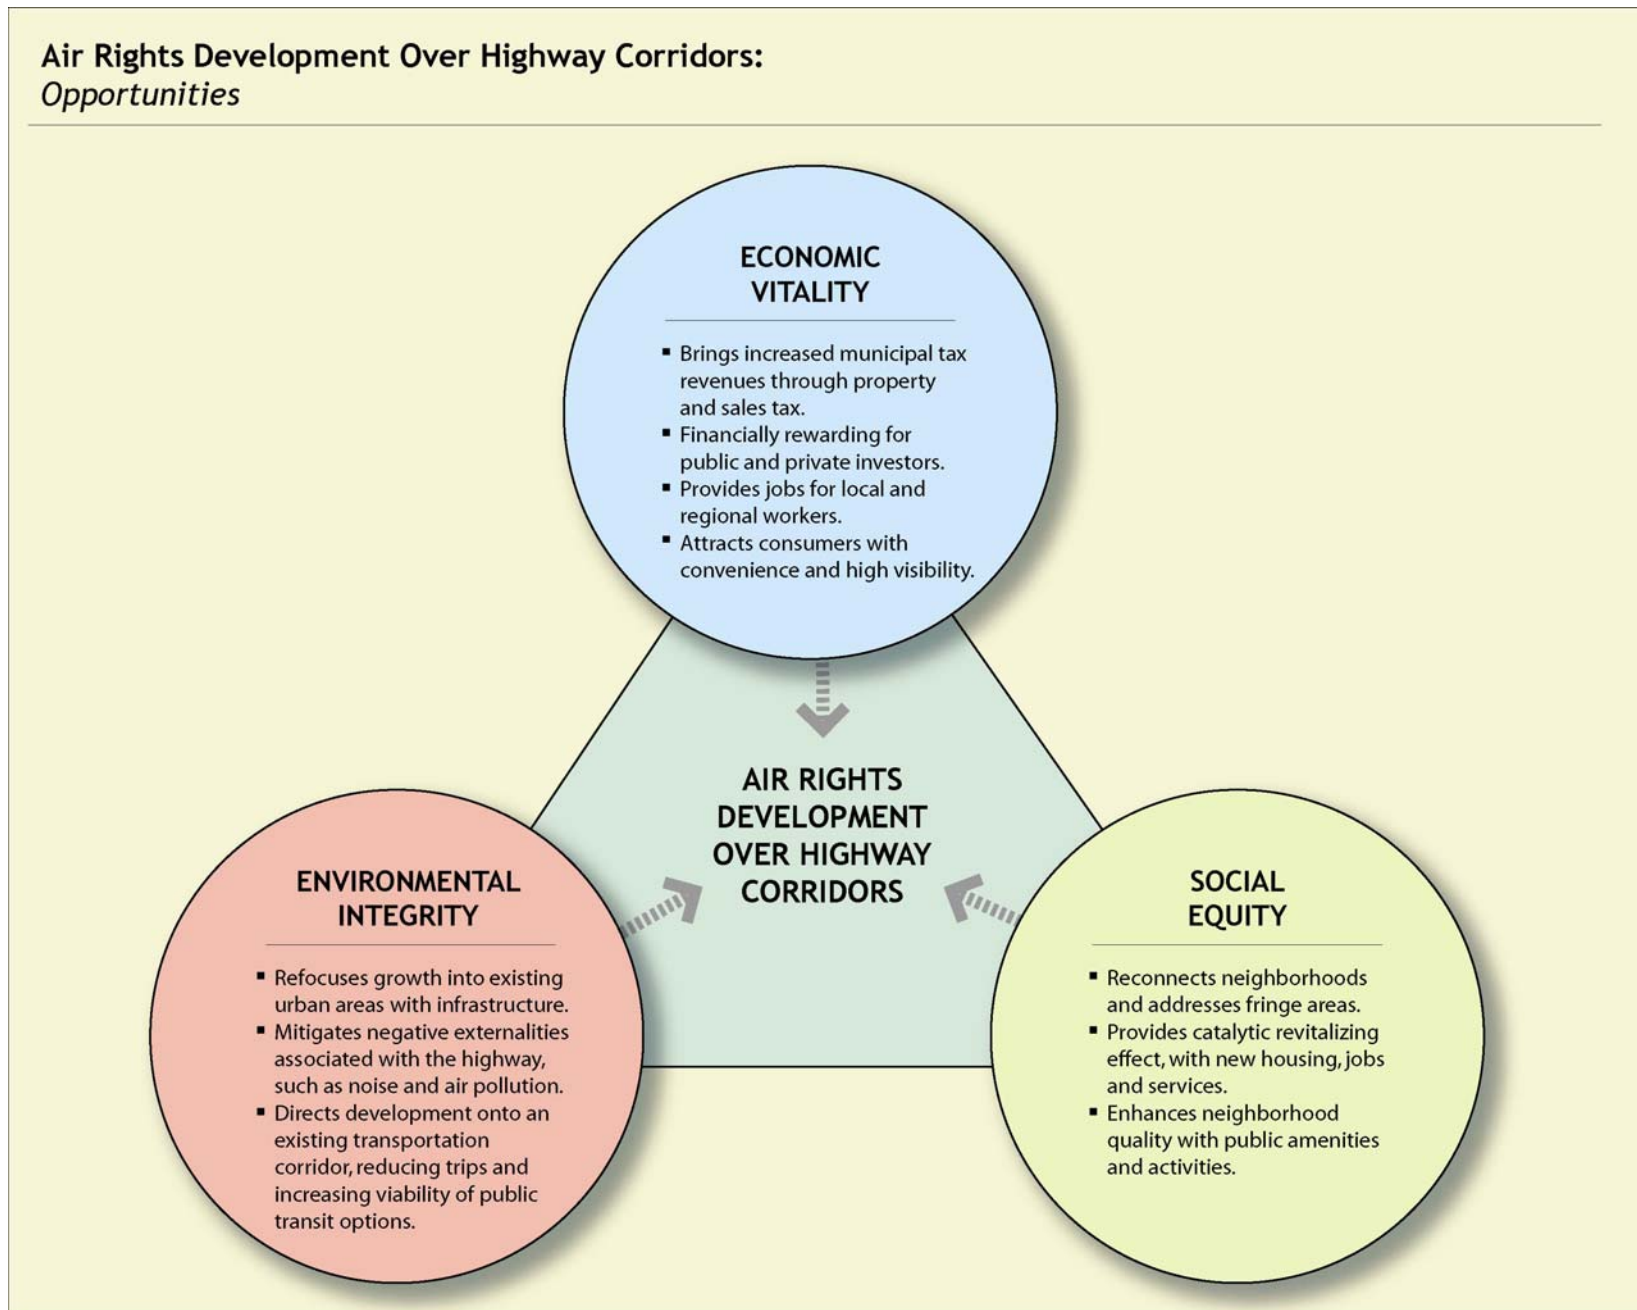 Air Rights Development Over Highway Corridors:
Opportunities
ECONOMIC
VITALITY
▪ Brings increased municipal tax
revenues through property
and sales tax.
▪ Financially rewarding for
public and private investors.
▪ Provides jobs for local and
regional workers.
▪ Attracts consumers with
convenience and high visibility.
AIR RIGHTS
DEVELOPMENT
OVER HIGHWAY
CORRIDORS
ENVIRONMENTAL
INTEGRITY
▪ Refocuses growth into existing
urban areas with infrastructure.
▪ Mitigates negative externalities
associated with the highway,
such as noise and air pollution.
▪ Directs development onto an
existing transportation
corridor, reducing trips and
increasing viability of public
transit options.
SOCIAL
EQUITY
▪ Reconnects neighborhoods
and addresses fringe areas.
▪ Provides catalytic revitalizing
effect, with new housing, jobs
and services.
▪ Enhances neighborhood
quality with public amenities
and activities.